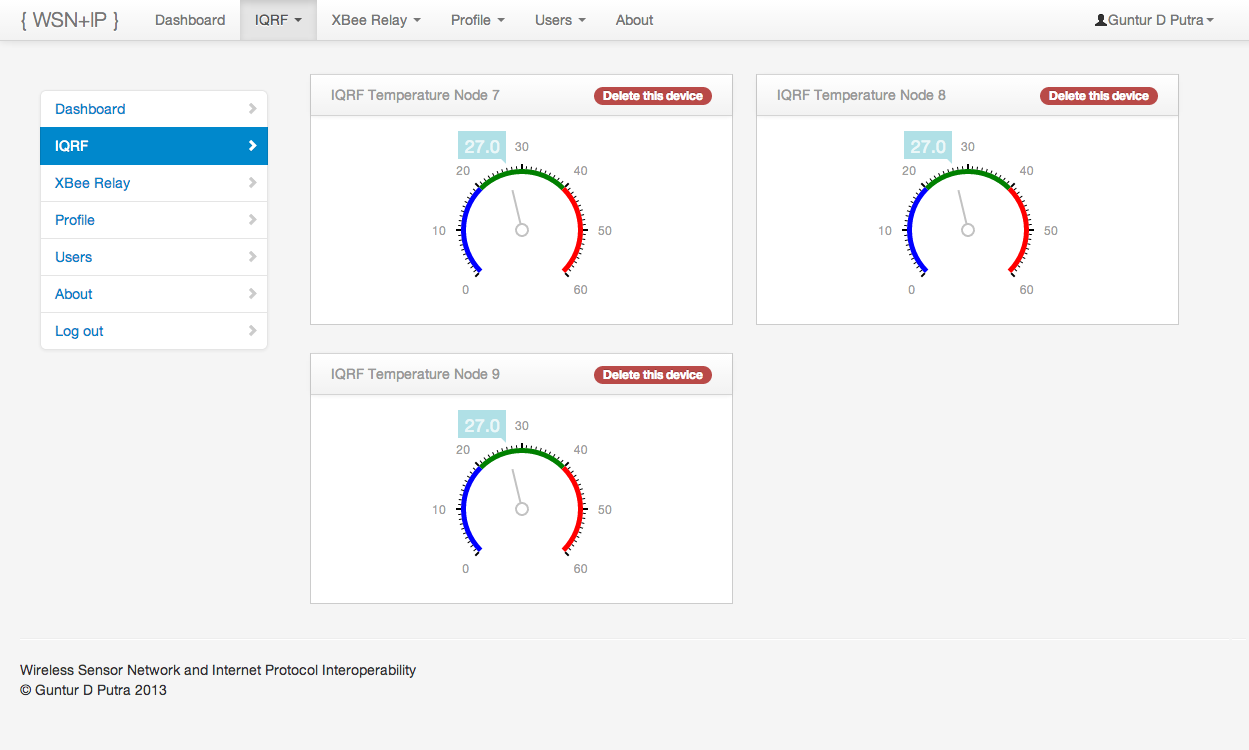 { WSN+IP } Dashboard IQRF XBee Relay Profile Users About Guntur D Putra
Dashboard
IQRF
XBee Relay
Profile
Users
About
Log out
IQRF Temperature Node 7 Delete this device
27.0
0 10 20 30 40 50 60
IQRF Temperature Node 8 Delete this device
27.0
0 10 20 30 40 50 60
IQRF Temperature Node 9 Delete this device
27.0
0 10 20 30 40 50 60
Wireless Sensor Network and Internet Protocol Interoperability
© Guntur D Putra 2013